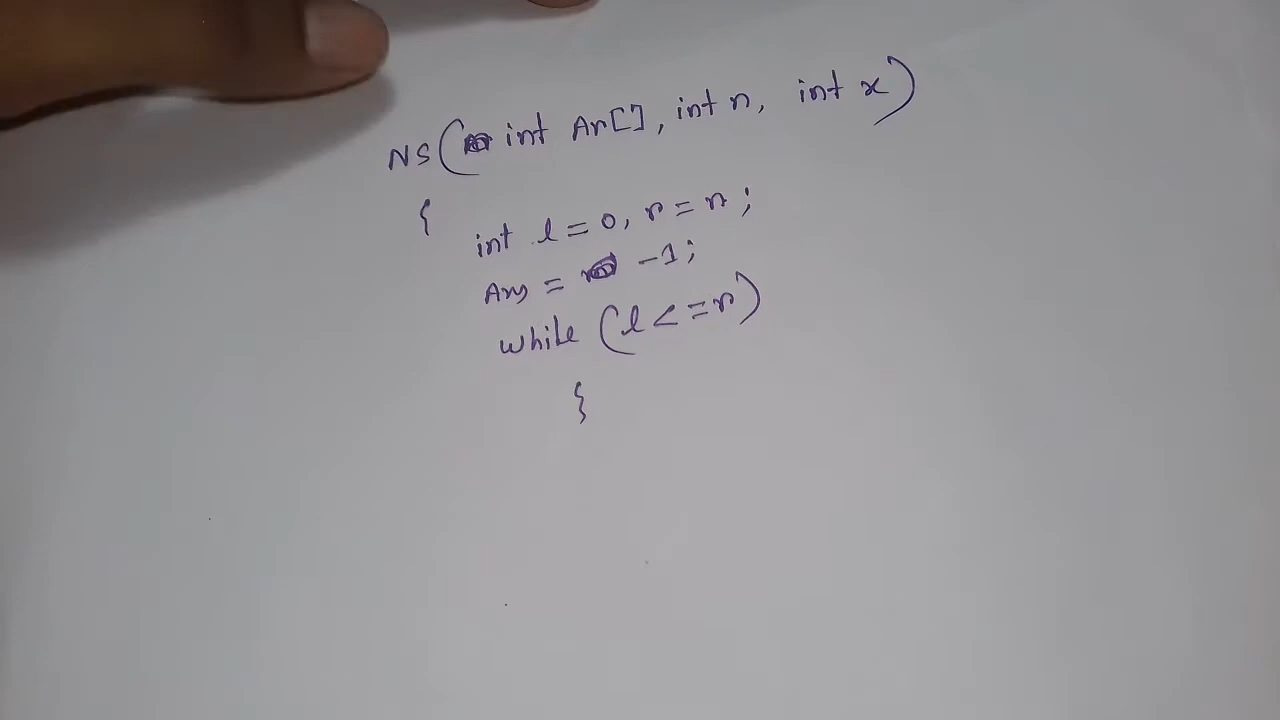 NS( int Ar[], int n, int x)
{
int l = 0, r = n;
Ans = -1;
while (l <= r)
{